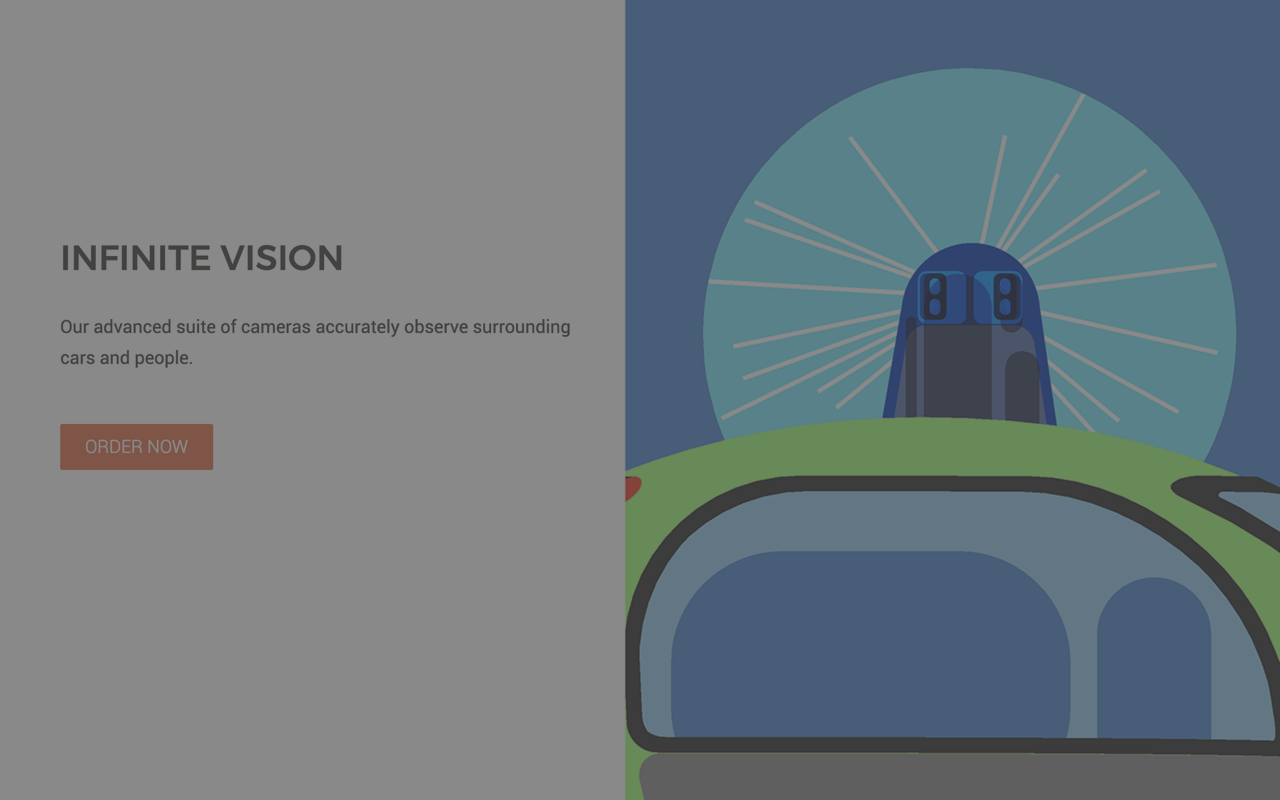 INFINITE VISION
Our advanced suite of cameras accurately observe surrounding
cars and people.
ORDER NOW